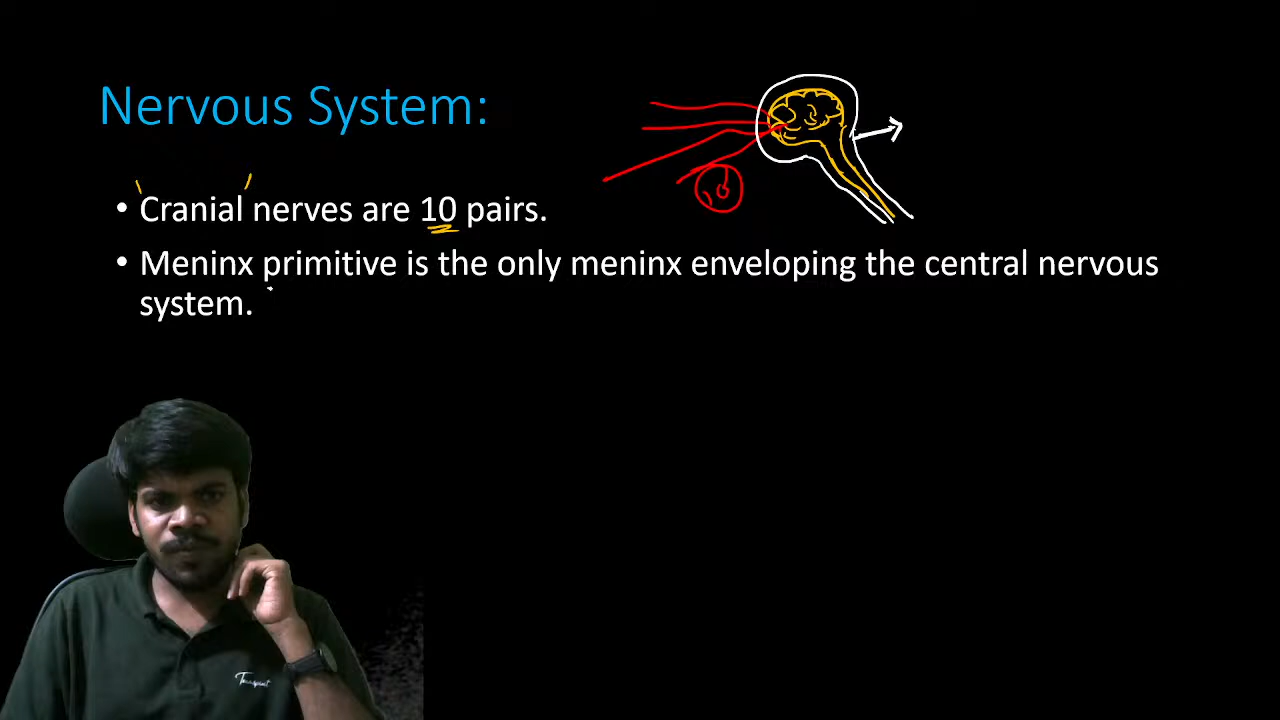 Nervous System:
• Cranial nerves are 10 pairs.
10
• Meninx primitive is the only meninx enveloping the central nervous
system.